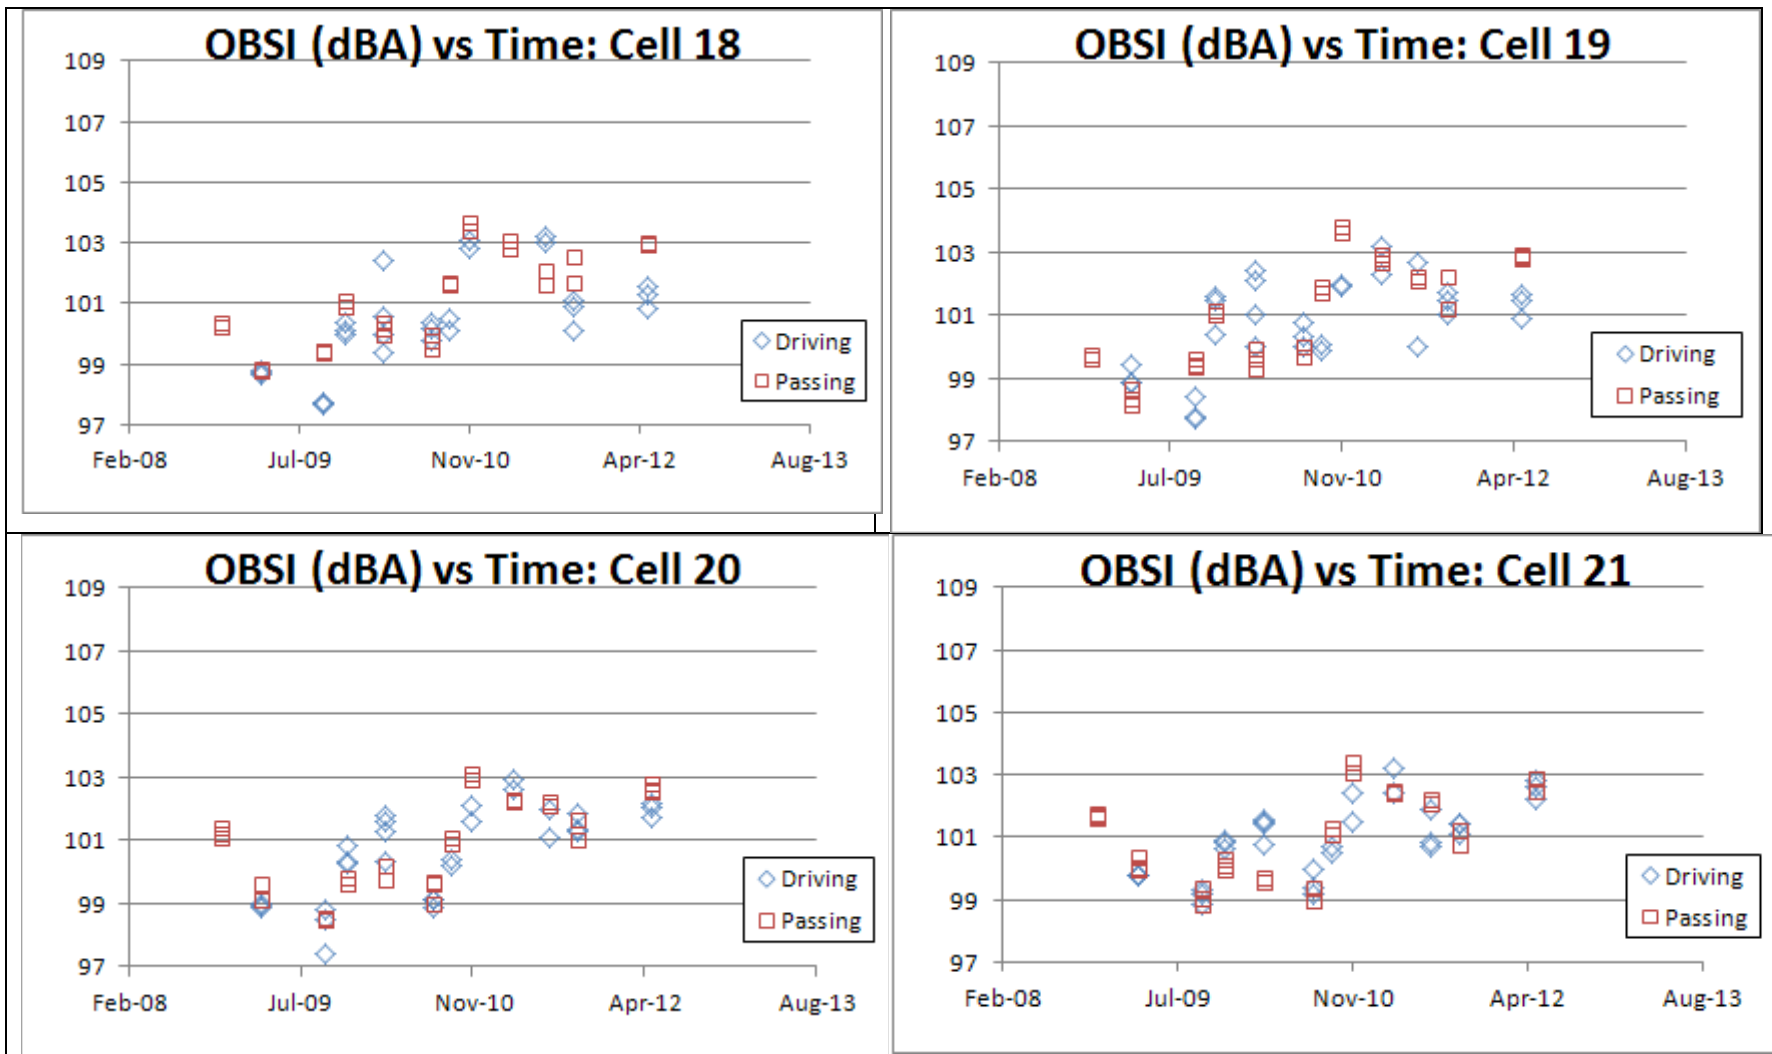 OBSI (dBA) vs Time: Cell 18
109
107
105
103
101
99
97
Feb-08 Jul-09 Nov-10 Apr-12 Aug-13
Driving
Passing
OBSI (dBA) vs Time: Cell 19
109
107
105
103
101
99
97
Feb-08 Jul-09 Nov-10 Apr-12 Aug-13
Driving
Passing
OBSI (dBA) vs Time: Cell 20
109
107
105
103
101
99
97
Feb-08 Jul-09 Nov-10 Apr-12 Aug-13
Driving
Passing
OBSI (dBA) vs Time: Cell 21
109
107
105
103
101
99
97
Feb-08 Jul-09 Nov-10 Apr-12 Aug-13
Driving
Passing